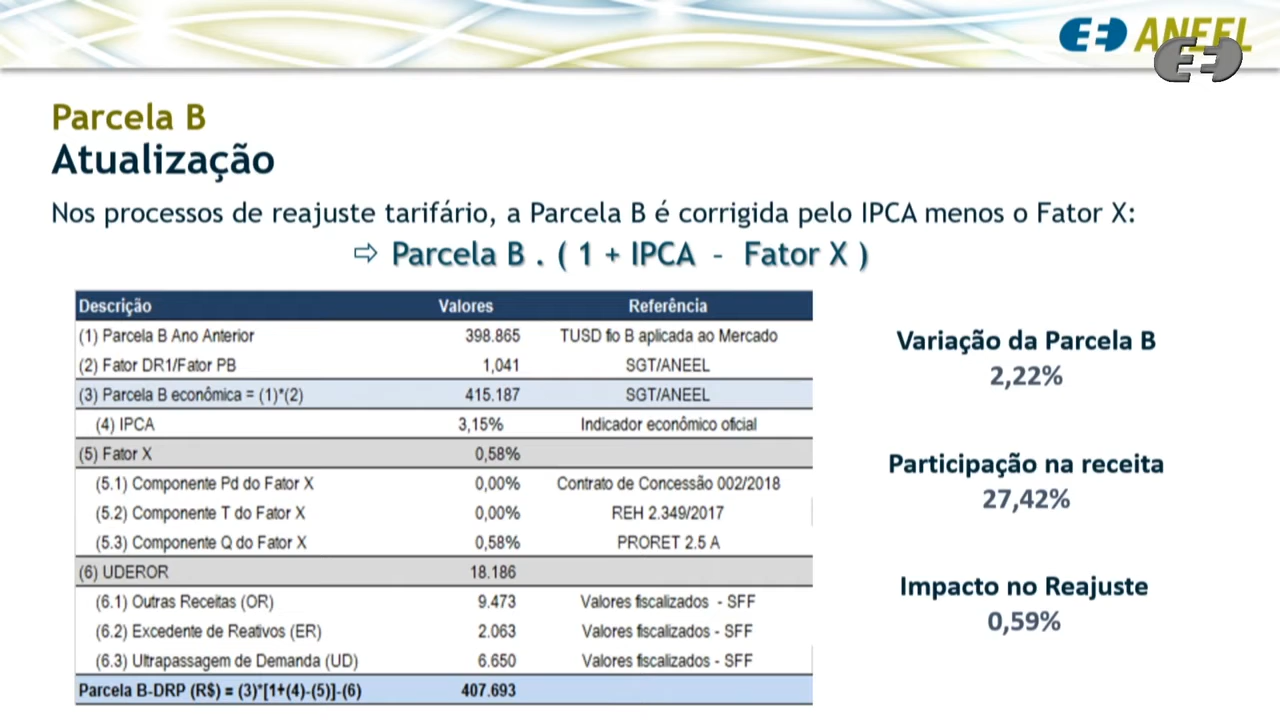 ANEEL
Parcela B
Atualização
Nos processos de reajuste tarifário, a Parcela B é corrigida pelo IPCA menos o Fator X:
⇨ Parcela B . ( 1 + IPCA – Fator X )
Descrição Valores Referência
(1) Parcela B Ano Anterior 398.865 TUSD fio B aplicada ao Mercado
(2) Fator DR1/Fator PB 1,041 SGT/ANEEL
(3) Parcela B econômica = (1)*(2) 415.187 SGT/ANEEL
(4) IPCA 3,15% Indicador econômico oficial
(5) Fator X 0,58%
(5.1) Componente Pd do Fator X 0,00% Contrato de Concessão 002/2018
(5.2) Componente T do Fator X 0,00% REH 2.349/2017
(5.3) Componente Q do Fator X 0,58% PRORET 2.5 A
(6) UDEROR 18.186
(6.1) Outras Receitas (OR) 9.473 Valores fiscalizados - SFF
(6.2) Excedente de Reativos (ER) 2.063 Valores fiscalizados - SFF
(6.3) Ultrapassagem de Demanda (UD) 6.650 Valores fiscalizados - SFF
Parcela B-DRP (R$) = (3)*[1+(4)-(5)]-(6) 407.693
Variação da Parcela B
2,22%
Participação na receita
27,42%
Impacto no Reajuste
0,59%